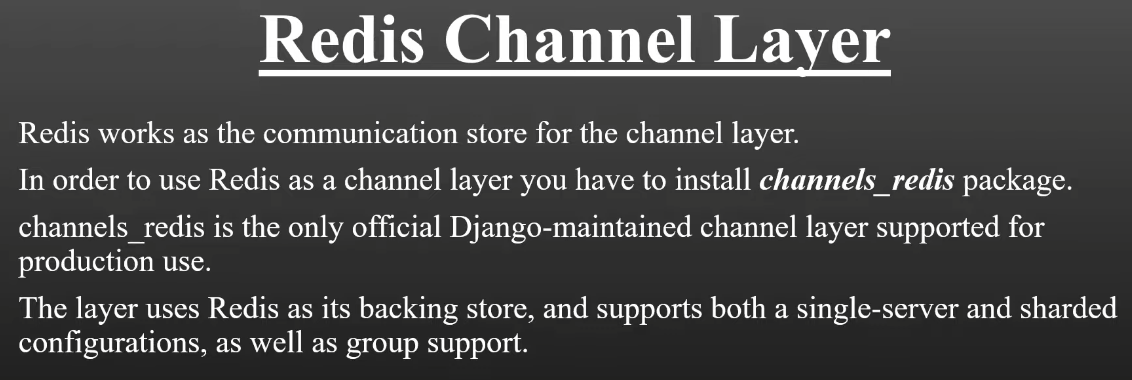 Redis Channel Layer
Redis works as the communication store for the channel layer.
In order to use Redis as a channel layer you have to install channels_redis package.
channels_redis is the only official Django-maintained channel layer supported for
production use.
The layer uses Redis as its backing store, and supports both a single-server and sharded
configurations, as well as group support.